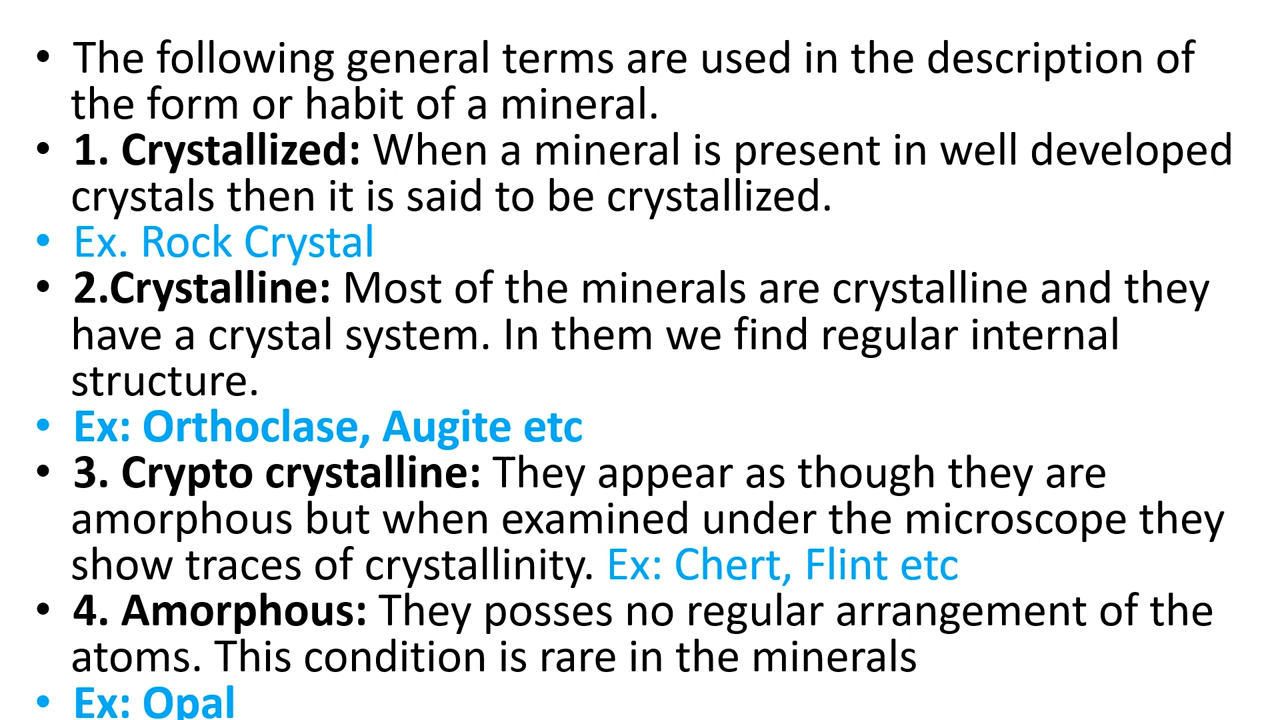 • The following general terms are used in the description of
the form or habit of a mineral.
• 1. Crystallized: When a mineral is present in well developed
crystals then it is said to be crystallized.
• Ex. Rock Crystal
• 2.Crystalline: Most of the minerals are crystalline and they
have a crystal system. In them we find regular internal
structure.
• Ex: Orthoclase, Augite etc
• 3. Crypto crystalline: They appear as though they are
amorphous but when examined under the microscope they
show traces of crystallinity. Ex: Chert, Flint etc
• 4. Amorphous: They posses no regular arrangement of the
atoms. This condition is rare in the minerals
• Ex: Opal